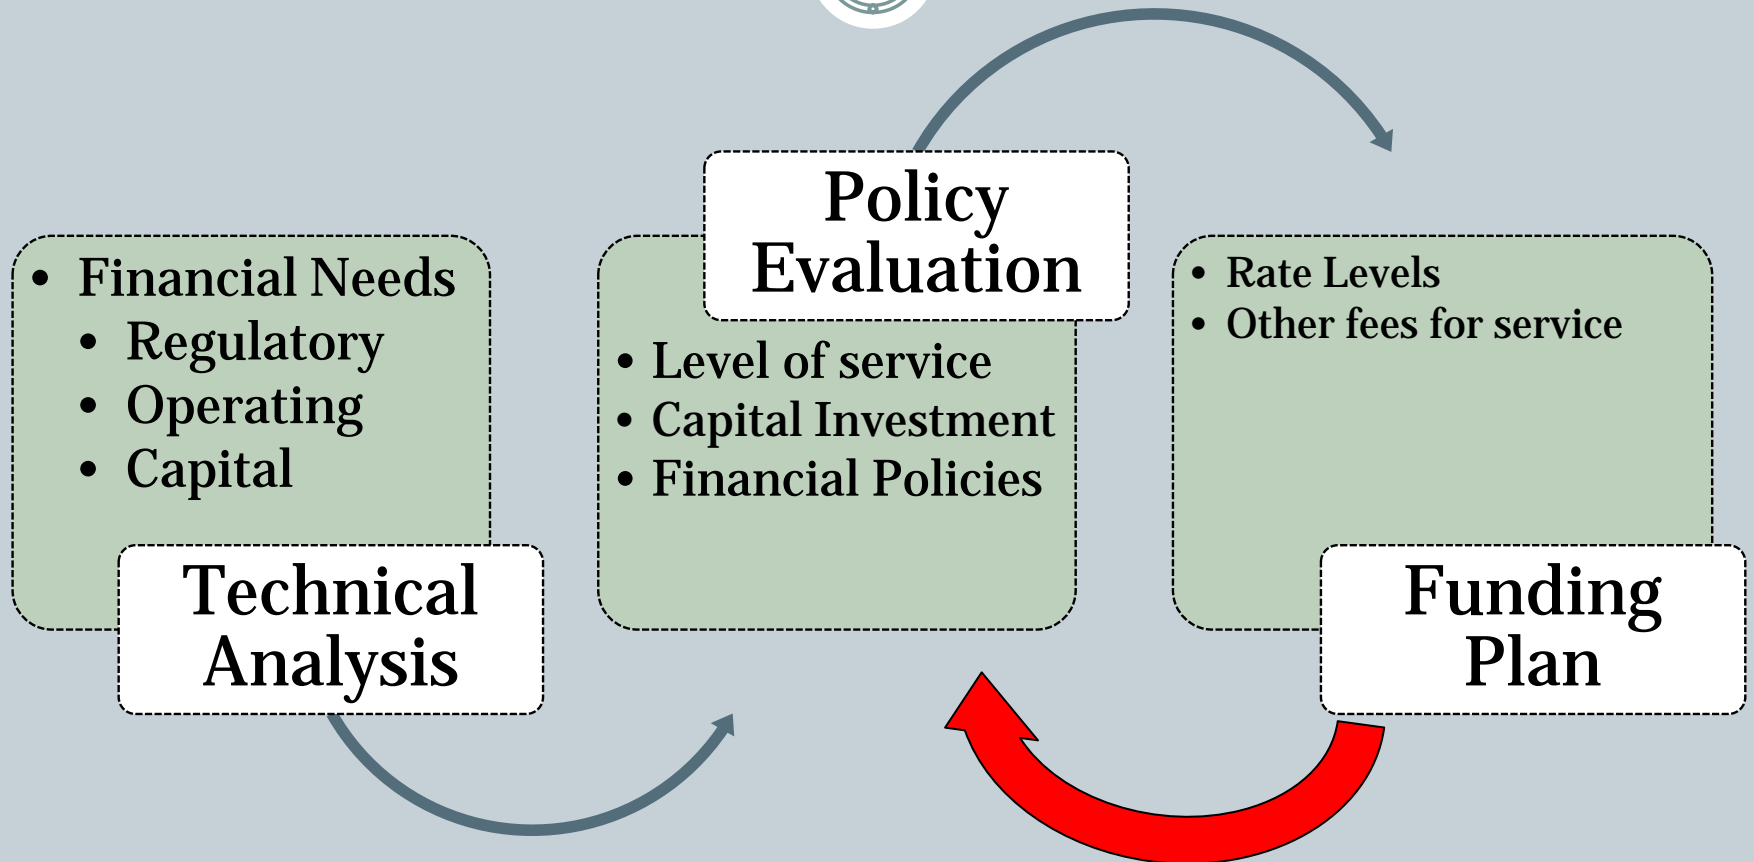 • Financial Needs
• Regulatory
• Operating
• Capital
Technical
Analysis
Policy
Evaluation
• Level of service
• Capital Investment
• Financial Policies
• Rate Levels
• Other fees for service
Funding
Plan